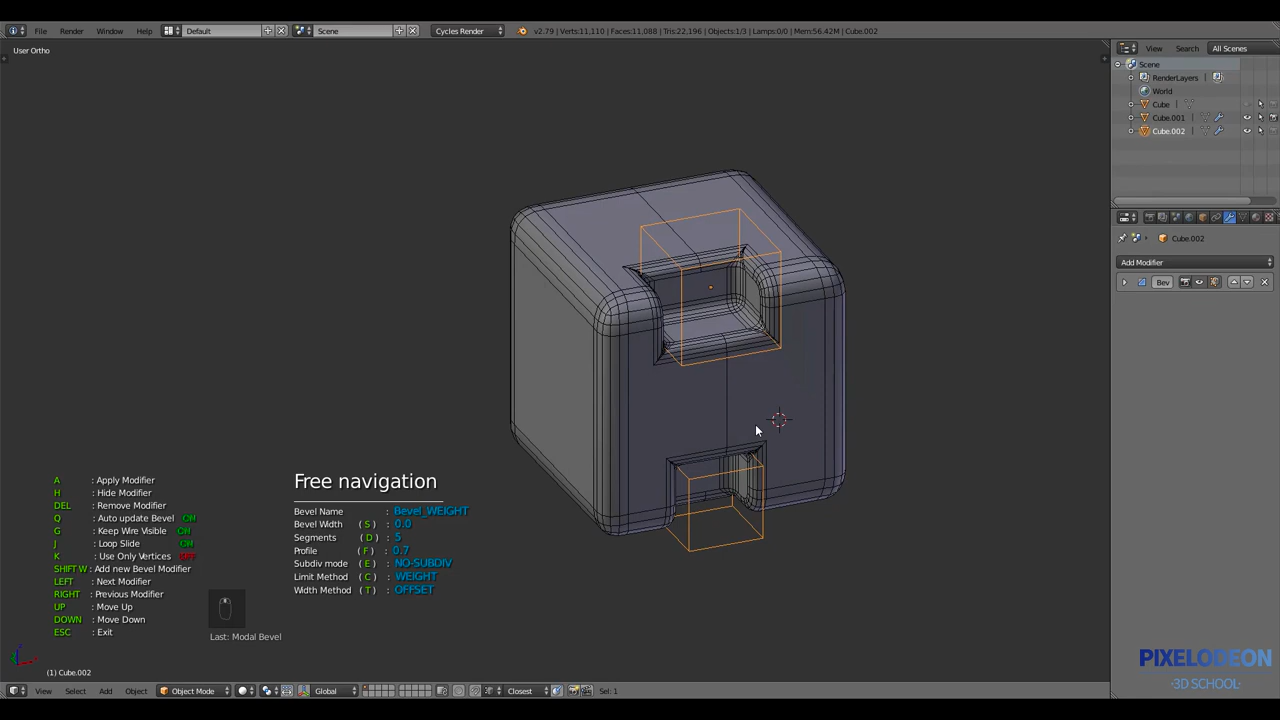 File Render Window Help Default Scene Cycles Render v2.79 | Verts:11,110 | Faces:11,088 | Tris:22,196 | Objects:1/3 | Lamps:0/0 | Mem:56.42M | Cube.002
User Ortho
View Search All Scenes
Scene
RenderLayers
World
Cube
Cube.001
Cube.002
Cube.002
Add Modifier
Bev
Free navigation
Bevel Name : Bevel_WEIGHT
Bevel Width ( S ) : 0.0
Segments ( D ) : 5
Profile ( F ) : 0.7
Subdiv mode ( E ) : NO-SUBDIV
Limit Method ( C ) : WEIGHT
Width Method ( T ) : OFFSET
A : Apply Modifier
H : Hide Modifier
DEL : Remove Modifier
Q : Auto update Bevel ON
G : Keep Wire Visible ON
J : Loop Slide ON
K : Use Only Vertices OFF
SHIFT W : Add new Bevel Modifier
LEFT : Next Modifier
RIGHT : Previous Modifier
UP : Move Up
DOWN : Move Down
ESC : Exit
Last: Modal Bevel
(1) Cube.002
View Select Add Object Object Mode Global Closest Sel: 1
PIXELODEON
·3D SCHOOL·